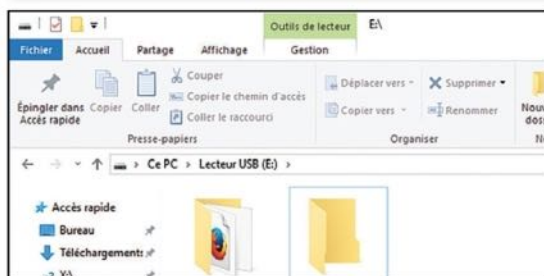 Outils de lecteur E:\
Fichier Accueil Partage Affichage Gestion
Épingler dans Accès rapide
Copier
Coller
Couper
Copier le chemin d'accès
Coller le raccourci
Déplacer vers
Copier vers
Supprimer
Renommer
Presse-papiers
Organiser
Ce PC > Lecteur USB (E:) >
Accès rapide
Bureau
Téléchargements